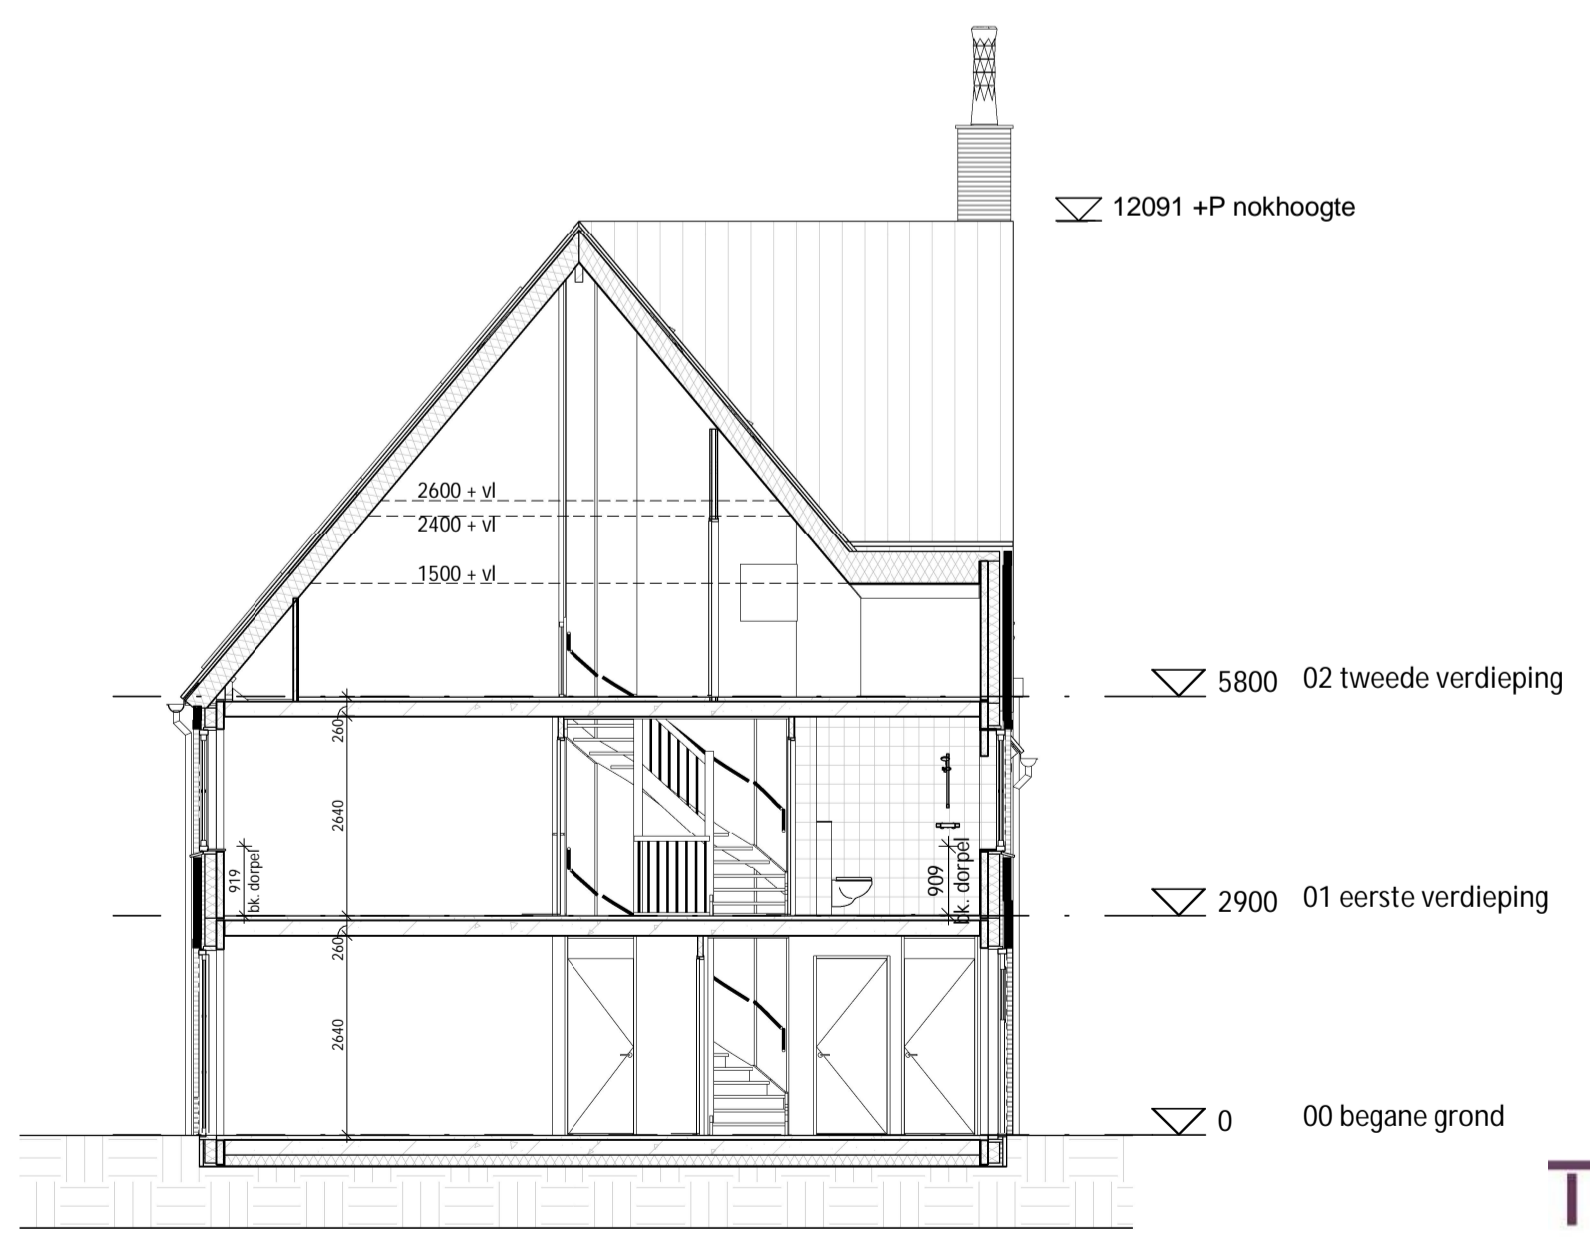 12091 +P nokhoogte
2600 + vl
2400 + vl
1500 + vl
5800 02 tweede verdieping
260
2640
919
bk. dorpel
909
bk. dorpel
2900 01 eerste verdieping
260
2640
0 00 begane grond
T